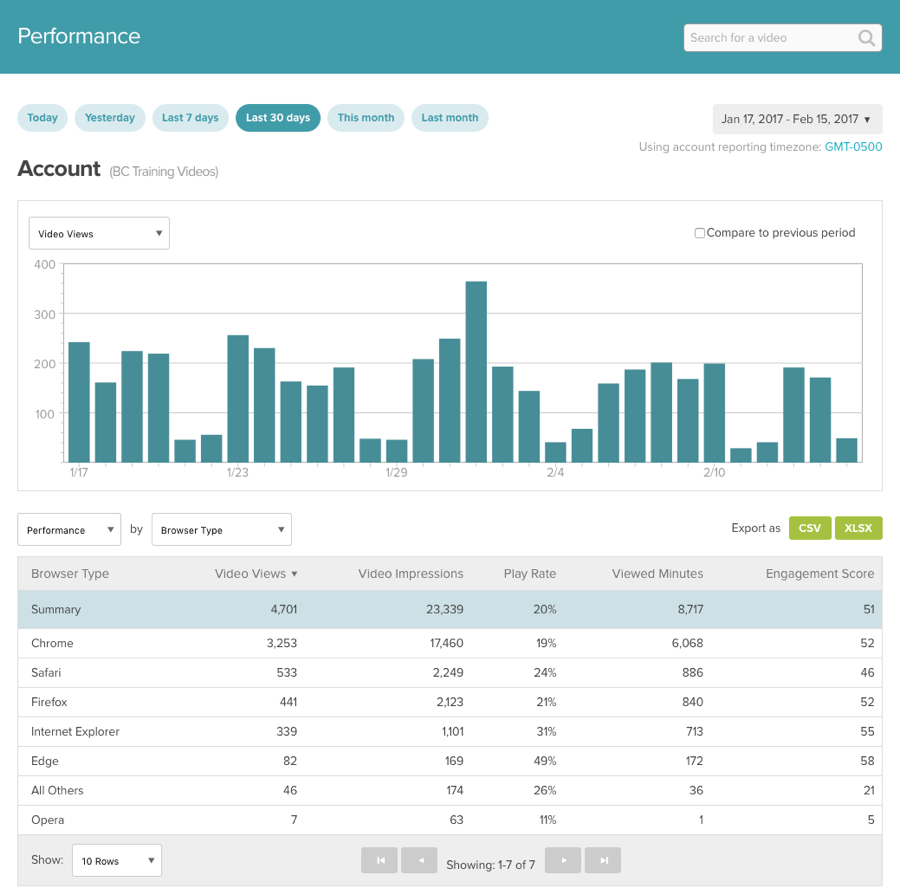 Performance
Search for a video
Today Yesterday Last 7 days Last 30 days This month Last month
Jan 17, 2017 - Feb 15, 2017 ▼
Using account reporting timezone: GMT-0500
Account (BC Training Videos)
Video Views ▼
Compare to previous period
400
300
200
100
1/17 1/23 1/29 2/4 2/10
Performance ▼ by Browser Type ▼
Export as CSV XLSX
Browser Type Video Views ▼ Video Impressions Play Rate Viewed Minutes Engagement Score
Summary 4,701 23,339 20% 8,717 51
Chrome 3,253 17,460 19% 6,068 52
Safari 533 2,249 24% 886 46
Firefox 441 2,123 21% 840 52
Internet Explorer 339 1,101 31% 713 55
Edge 82 169 49% 172 58
All Others 46 174 26% 36 21
Opera 7 63 11% 1 5
Show: 10 Rows ▼ Showing: 1-7 of 7